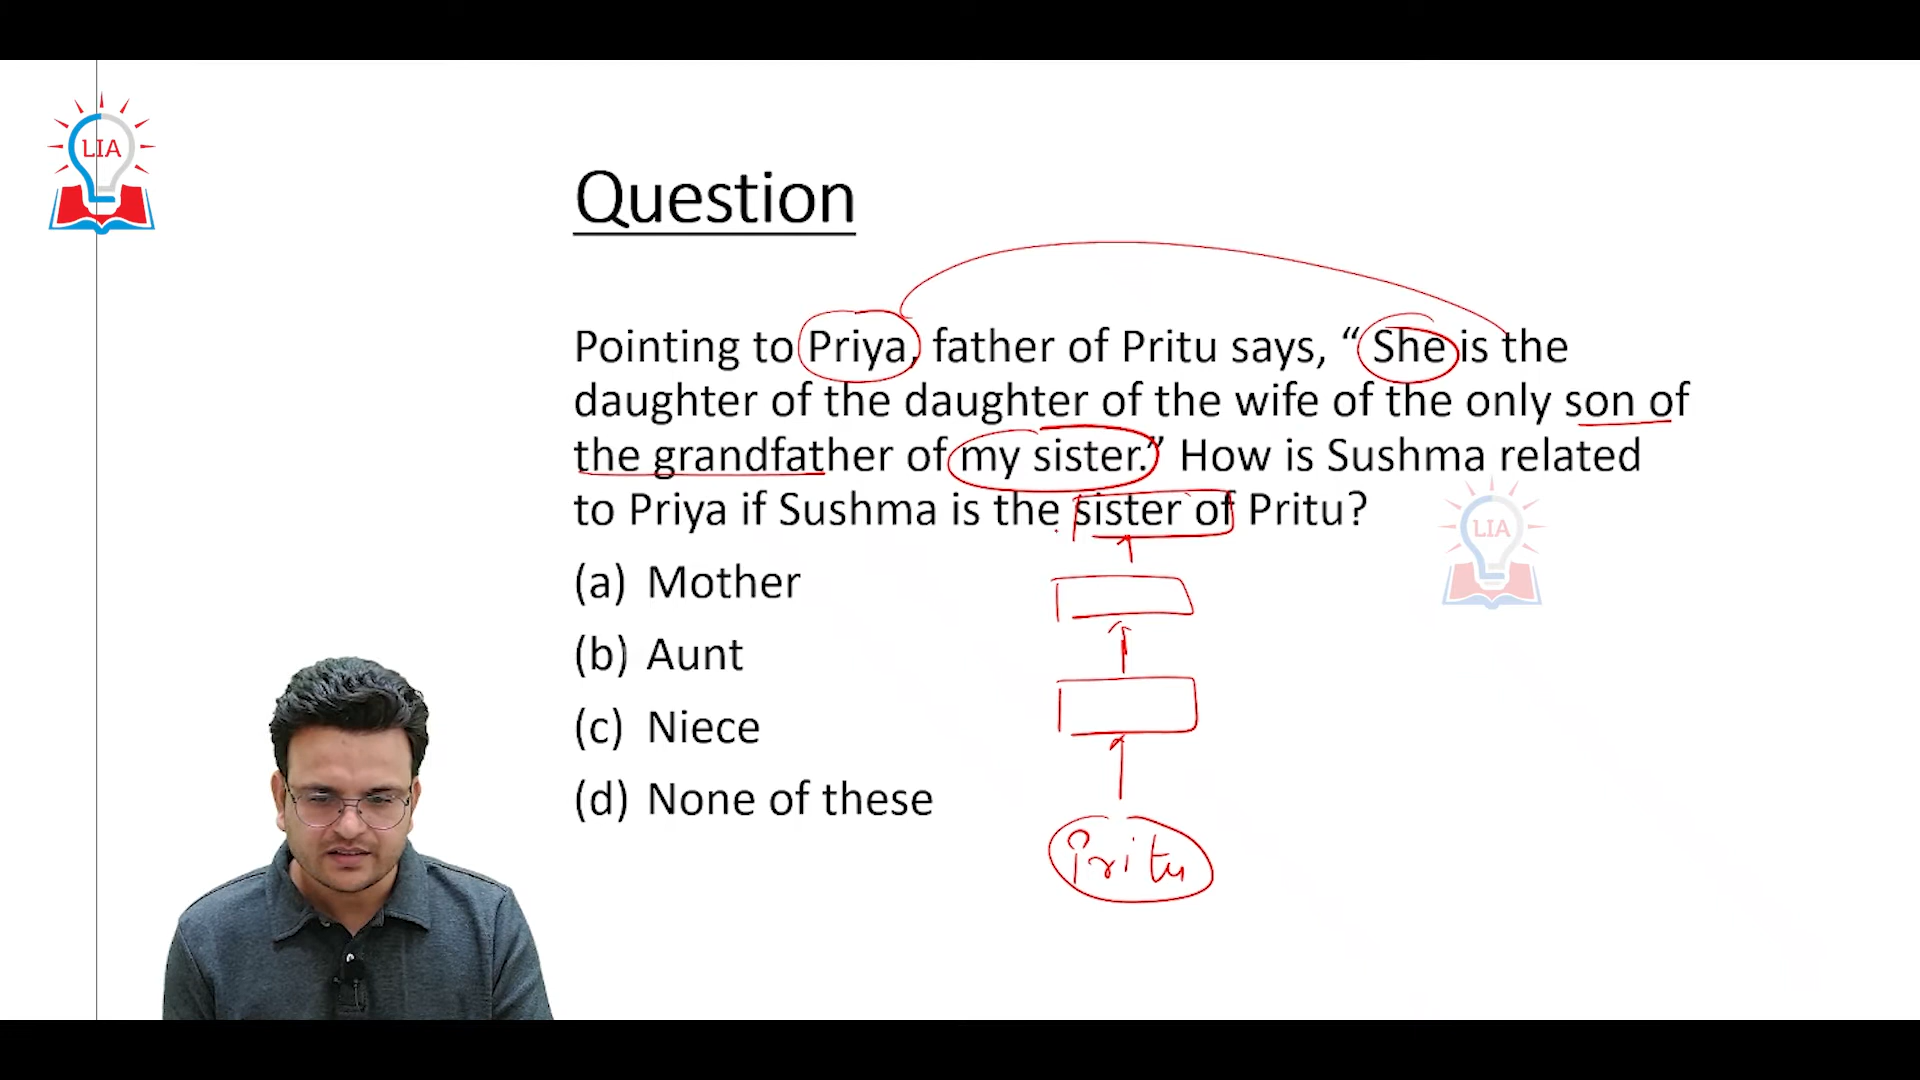 LIA
Question
Pointing to Priya, father of Pritu says, “ She is the
daughter of the daughter of the wife of the only son of
the grandfather of my sister.” How is Sushma related
to Priya if Sushma is the sister of Pritu?
LIA
(a) Mother
(b) Aunt
(c) Niece
(d) None of these
Pritu